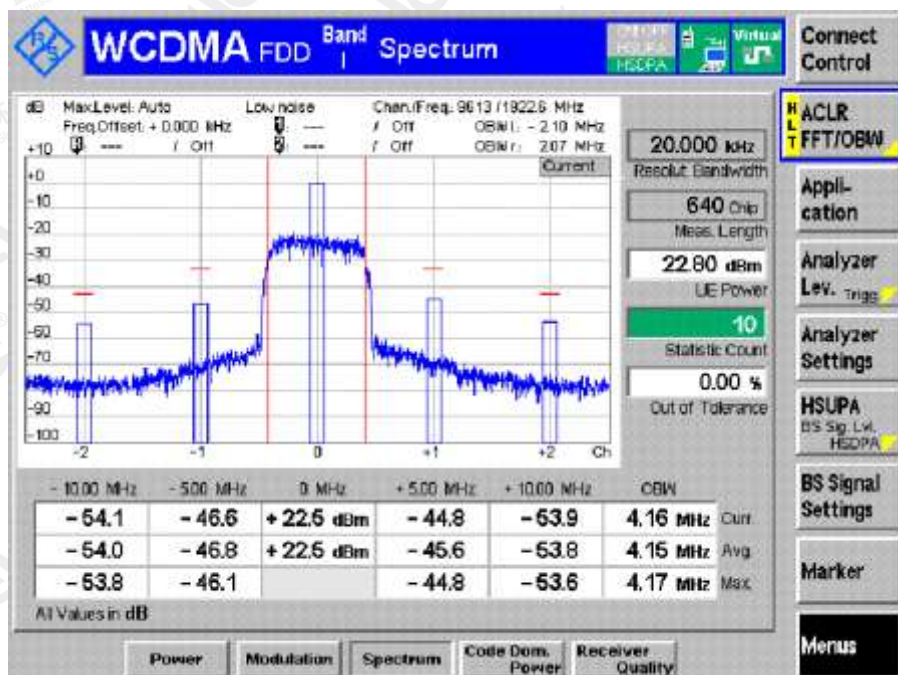 R&S
WCDMA FDD Band I Spectrum
HSDPA
Virtual
Connect Control
dB Max.Level: Auto Low noise Chan./Freq.: 9613 /1922.6 MHz
Freq.Offset: + 0.000 kHz 1: --- / Off OBW l: - 2.10 MHz
+10 3: --- / Off 2: --- / Off OBW r: 2.07 MHz
Current
+0
-10
-20
-30
-40
-50
-60
-70
-90
-100
-2 -1 0 +1 +2 Ch
20.000 kHz
Resolut. Bandwidth
640 Chip
Meas. Length
22.80 dBm
UE Power
10
Statistic Count
0.00 %
Out of Tolerance
- 10.00 MHz - 5.00 MHz 0 MHz + 5.00 MHz + 10.00 MHz OBW
- 54.1 - 46.6 + 22.5 dBm - 44.8 - 53.9 4.16 MHz Curr.
- 54.0 - 46.8 + 22.5 dBm - 45.6 - 53.8 4.15 MHz Avg.
- 53.8 - 46.1 - 44.8 - 53.6 4.17 MHz Max.
All Values in dB
HLT
ACLR
FFT/OBW
Appli-
cation
Analyzer
Lev. Trigg.
Analyzer
Settings
HSUPA
BS Sig. Lvl.
HSDPA
BS Signal
Settings
Marker
Menus
Power Modulation Spectrum Code Dom. Power Receiver Quality